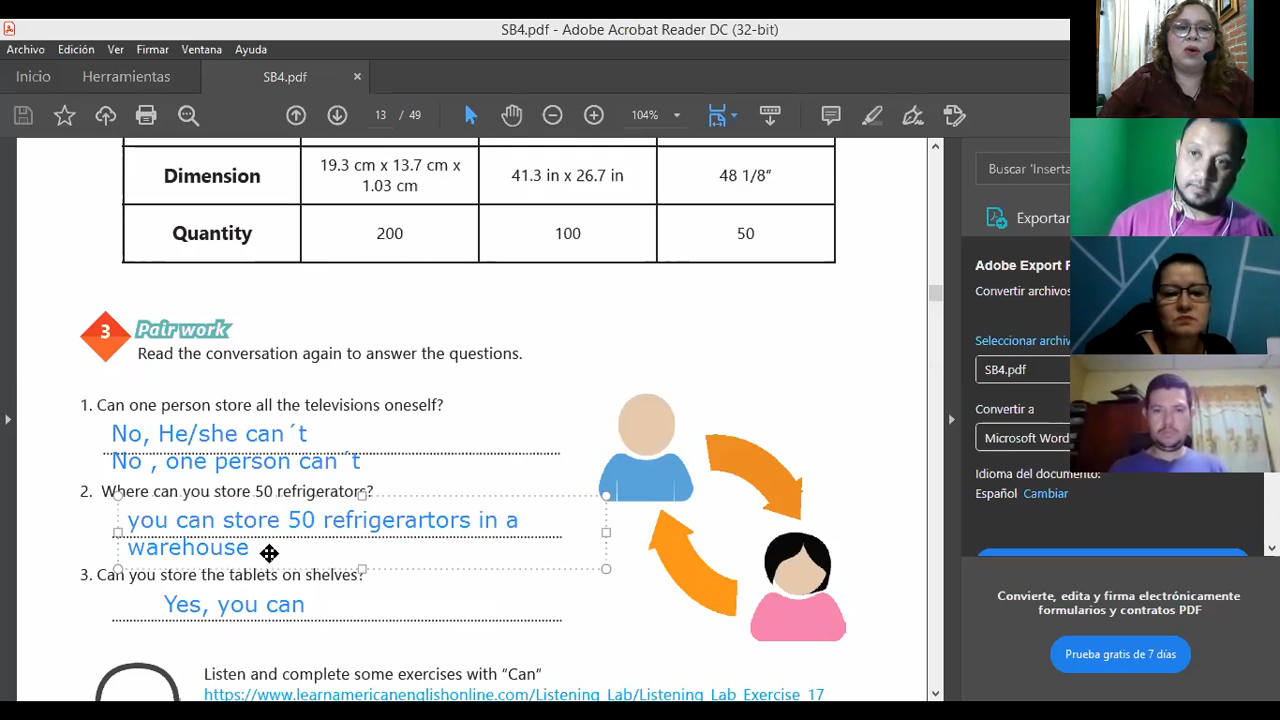 SB4.pdf - Adobe Acrobat Reader DC (32-bit)
Archivo Edición Ver Firmar Ventana Ayuda
Inicio Herramientas SB4.pdf ×
13 / 49 104%
Dimension 19.3 cm x 13.7 cm x 1.03 cm 41.3 in x 26.7 in 48 1/8“
Quantity 200 100 50
3 Pair work
Read the conversation again to answer the questions.
1. Can one person store all the televisions oneself?
No, He/she can´t
No , one person can´t
2. Where can you store 50 refrigerators?
you can store 50 refrigerartors in a
warehouse
3. Can you store the tablets on shelves?
Yes, you can
Listen and complete some exercises with “Can”
https://www.learnamericanenglishonline.com/Listening_Lab/Listening_Lab_Exercise_17
Buscar 'Inserta
Exportar
Adobe Export P
Convertir archivos
Seleccionar archiv
SB4.pdf
Convertir a
Microsoft Word
Idioma del documento:
Español Cambiar
Convierte, edita y firma electrónicamente
formularios y contratos PDF
Prueba gratis de 7 días